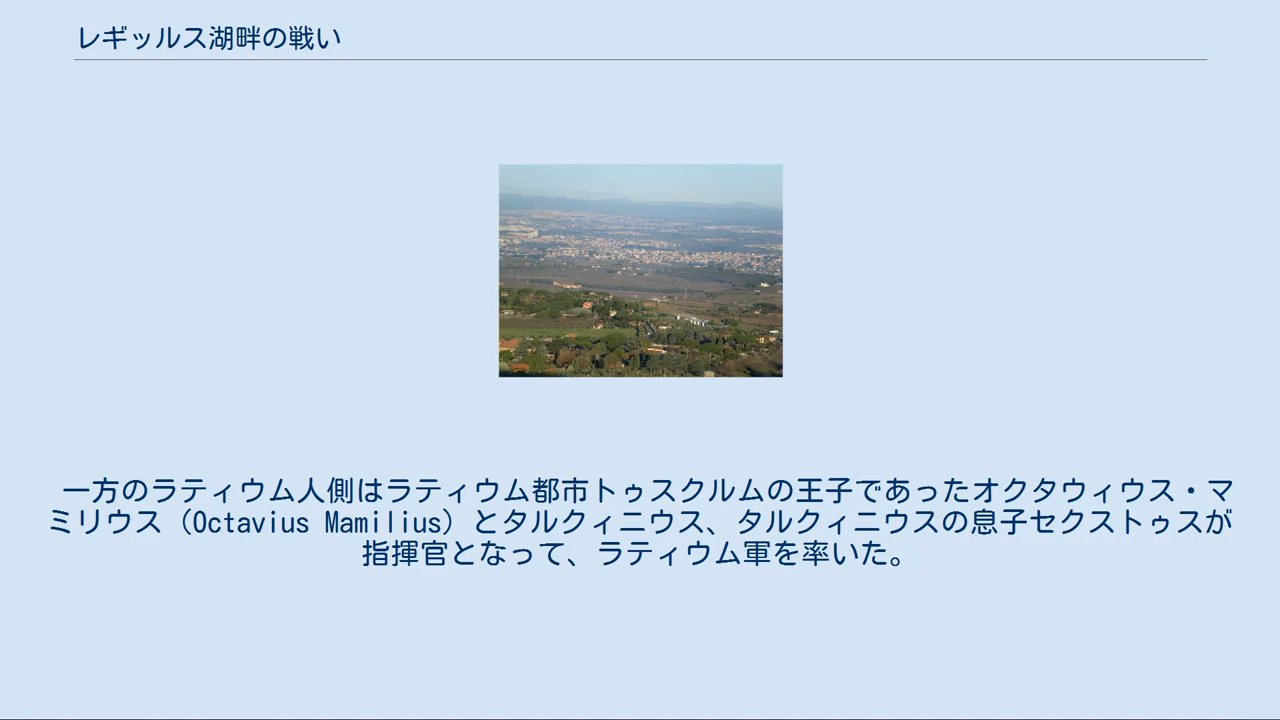 レギッルス湖畔の戦い
一方のラティウム人側はラティウム都市トゥスクルムの王子であったオクタウィウス・マ
ミリウス（Octavius Mamilius）とタルクィニウス、タルクィニウスの息子セクストゥスが
指揮官となって、ラティウム軍を率いた。